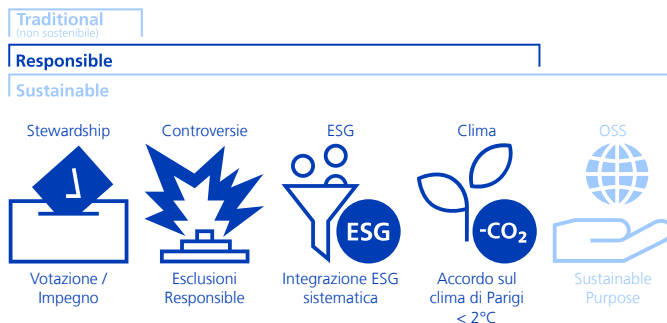 Traditional
(non sostenibile)
Responsible
Sustainable
Stewardship
Controversie
ESG
Clima
OSS
ESG
-CO₂
Votazione /
Impegno
Esclusioni
Responsible
Integrazione ESG
sistematica
Accordo sul
clima di Parigi
< 2°C
Sustainable
Purpose